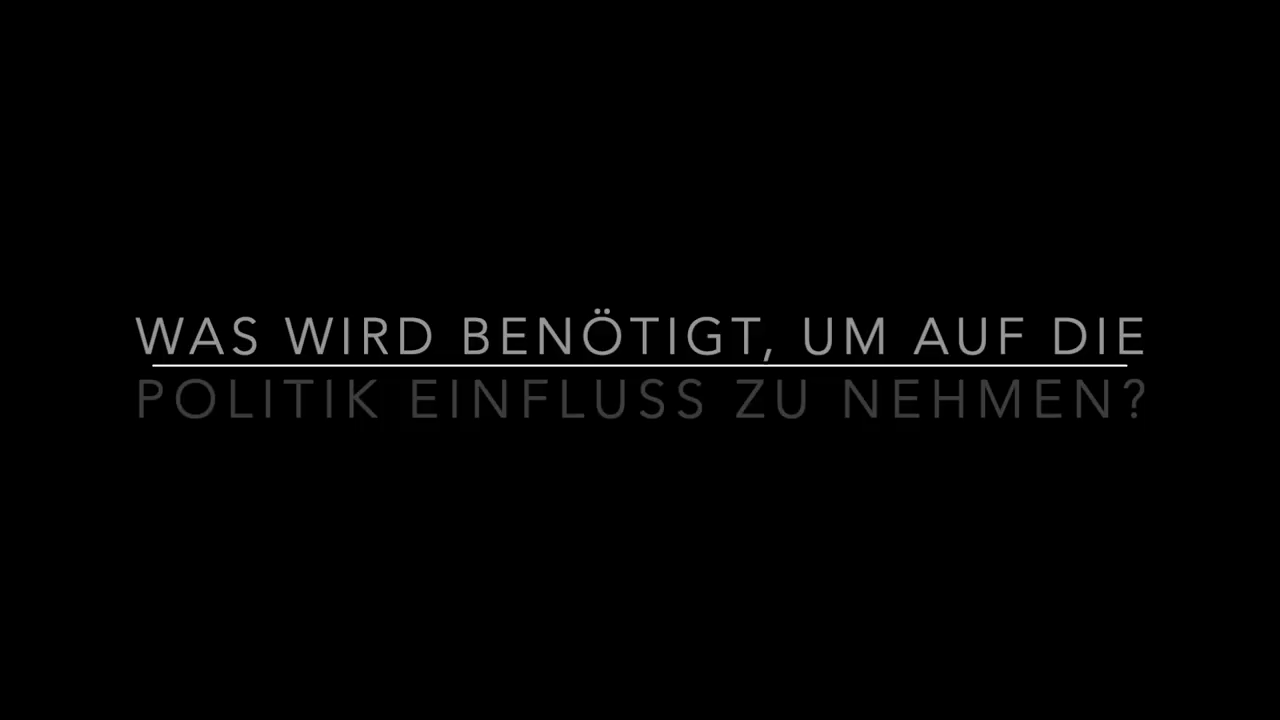 WAS WIRD BENÖTIGT, UM AUF DIE
POLITIK EINFLUSS ZU NEHMEN?